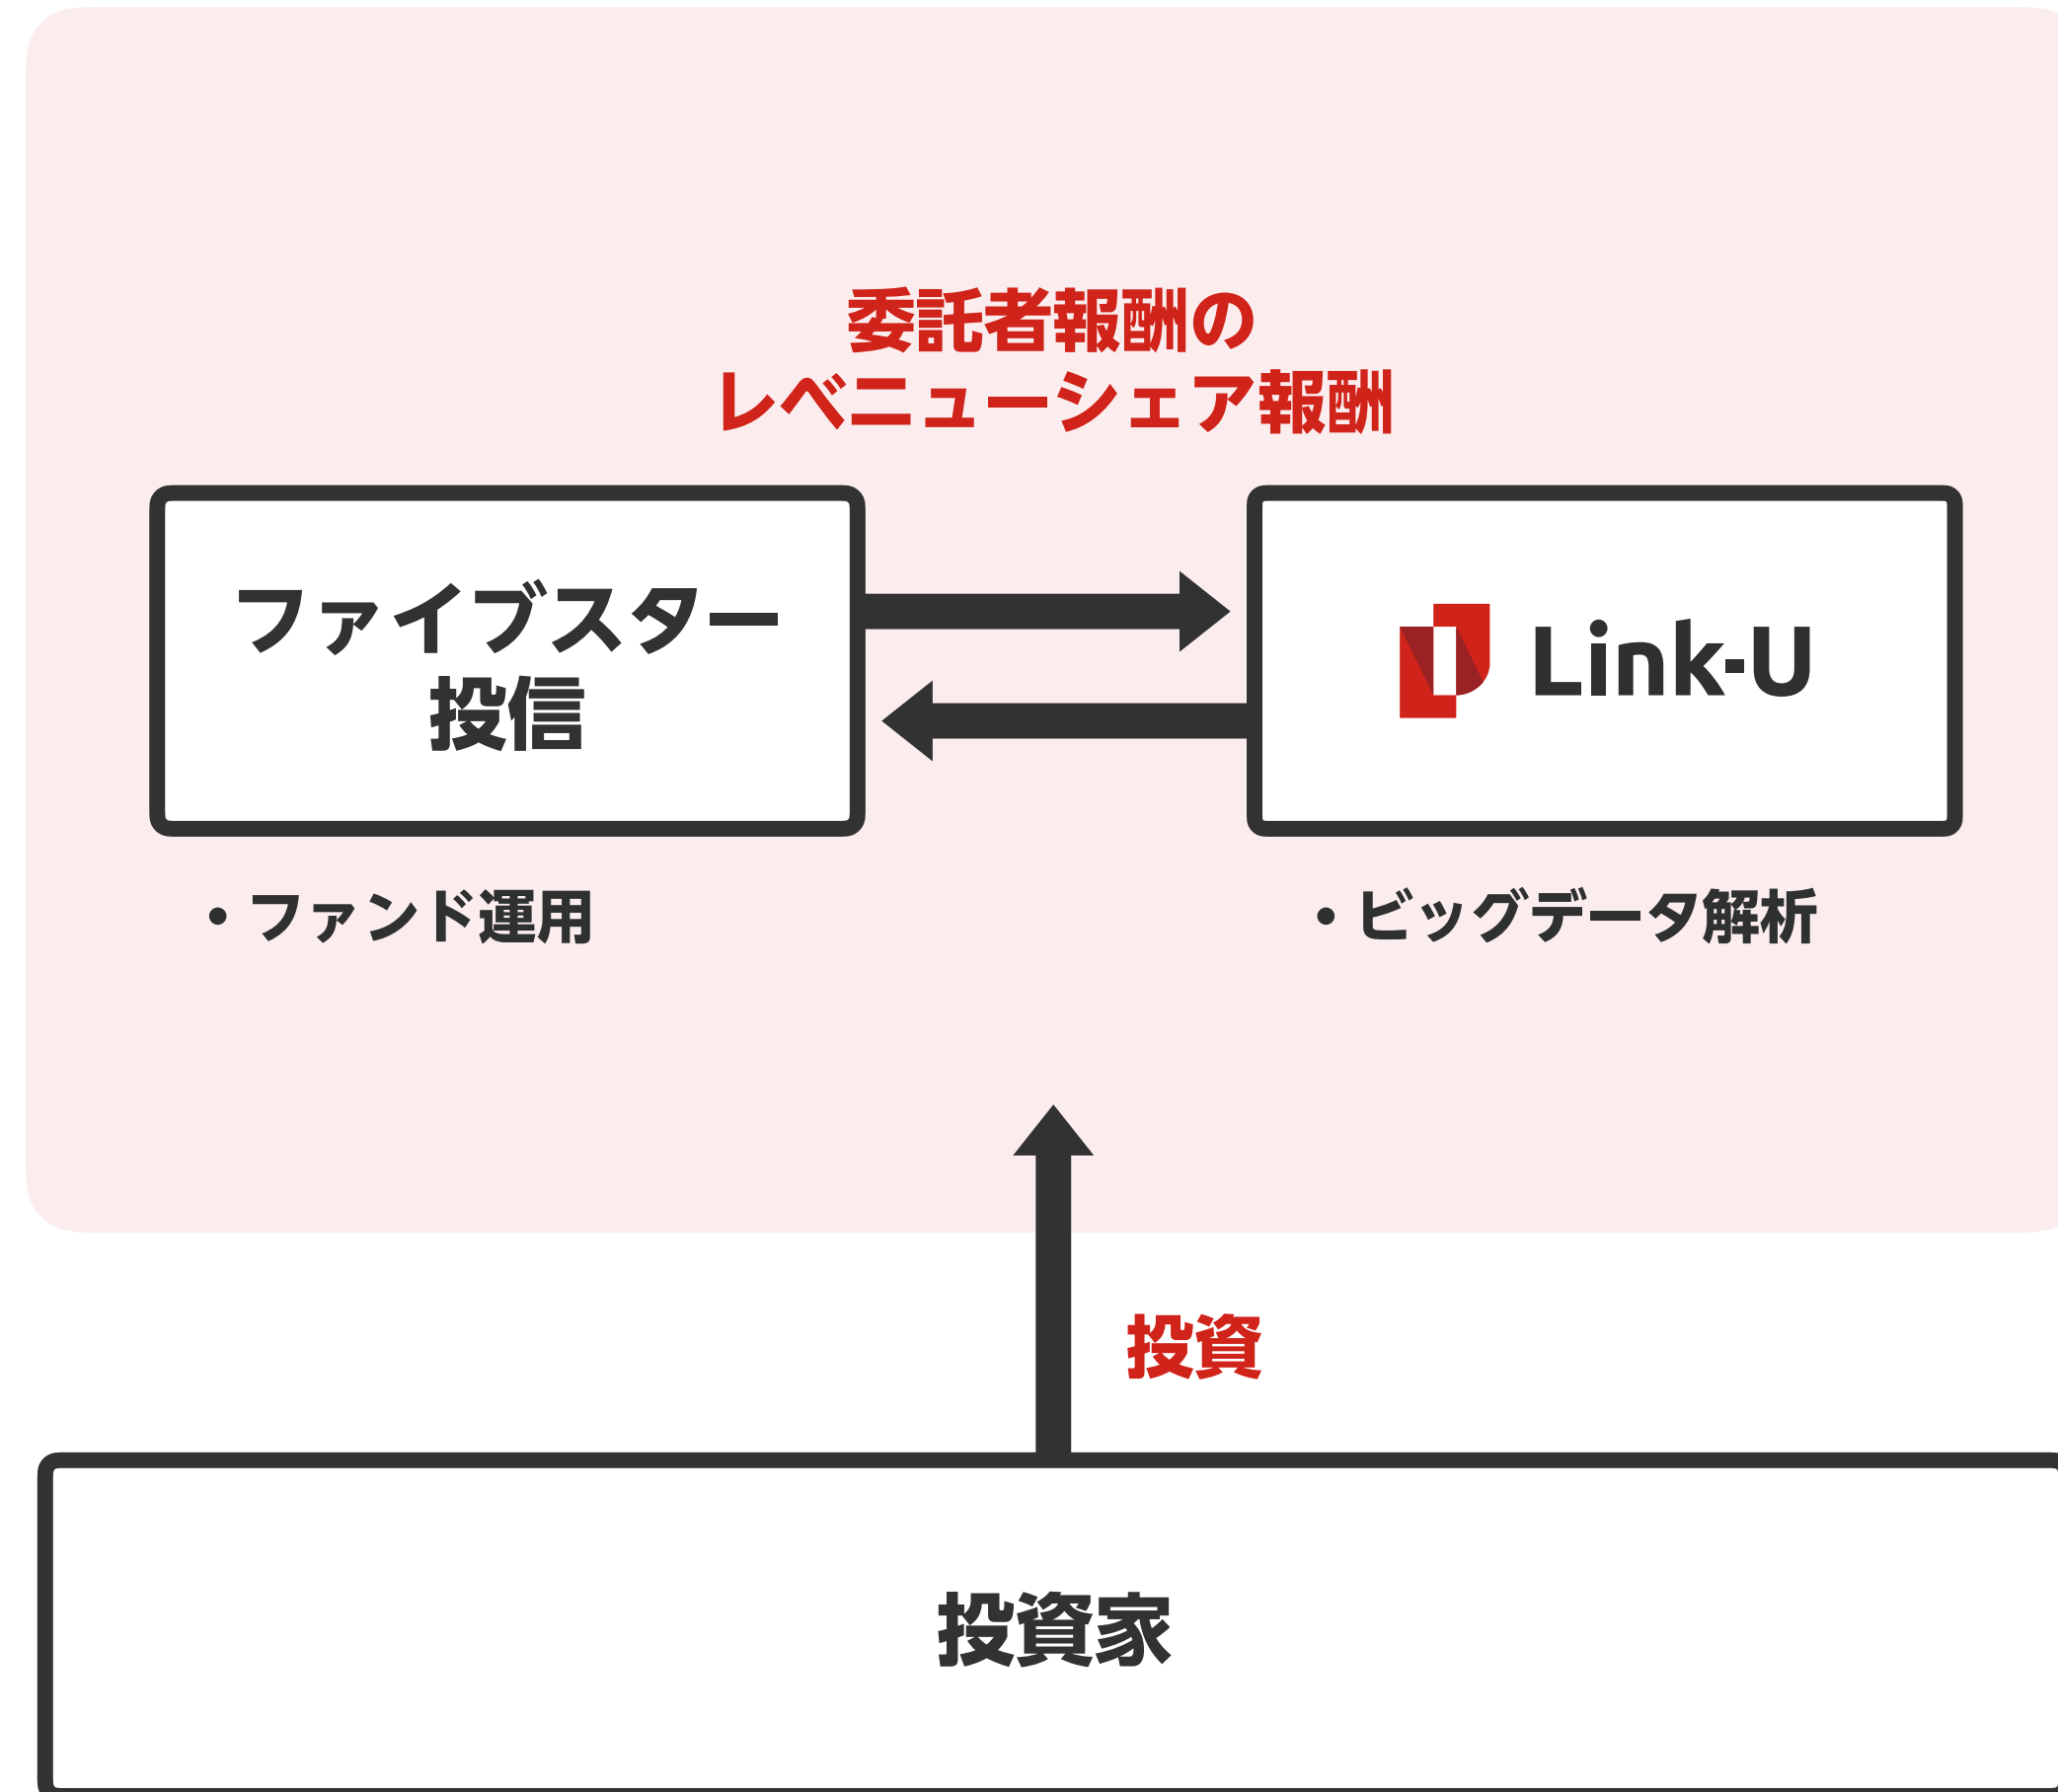 委託者報酬の
レベニューシェア報酬
ファイブスター
投信
Link-U
・ファンド運用
・ビッグデータ解析
投資
投資家